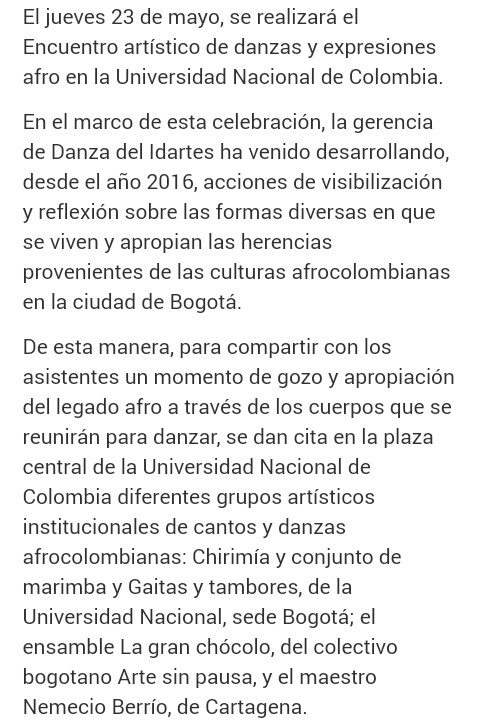 El jueves 23 de mayo, se realizará el
Encuentro artístico de danzas y expresiones
afro en la Universidad Nacional de Colombia.
En el marco de esta celebración, la gerencia
de Danza del Idartes ha venido desarrollando,
desde el año 2016, acciones de visibilización
y reflexión sobre las formas diversas en que
se viven y apropian las herencias
provenientes de las culturas afrocolombianas
en la ciudad de Bogotá.
De esta manera, para compartir con los
asistentes un momento de gozo y apropiación
del legado afro a través de los cuerpos que se
reunirán para danzar, se dan cita en la plaza
central de la Universidad Nacional de
Colombia diferentes grupos artísticos
institucionales de cantos y danzas
afrocolombianas: Chirimía y conjunto de
marimba y Gaitas y tambores, de la
Universidad Nacional, sede Bogotá; el
ensamble La gran chócolo, del colectivo
bogotano Arte sin pausa, y el maestro
Nemecio Berrío, de Cartagena.